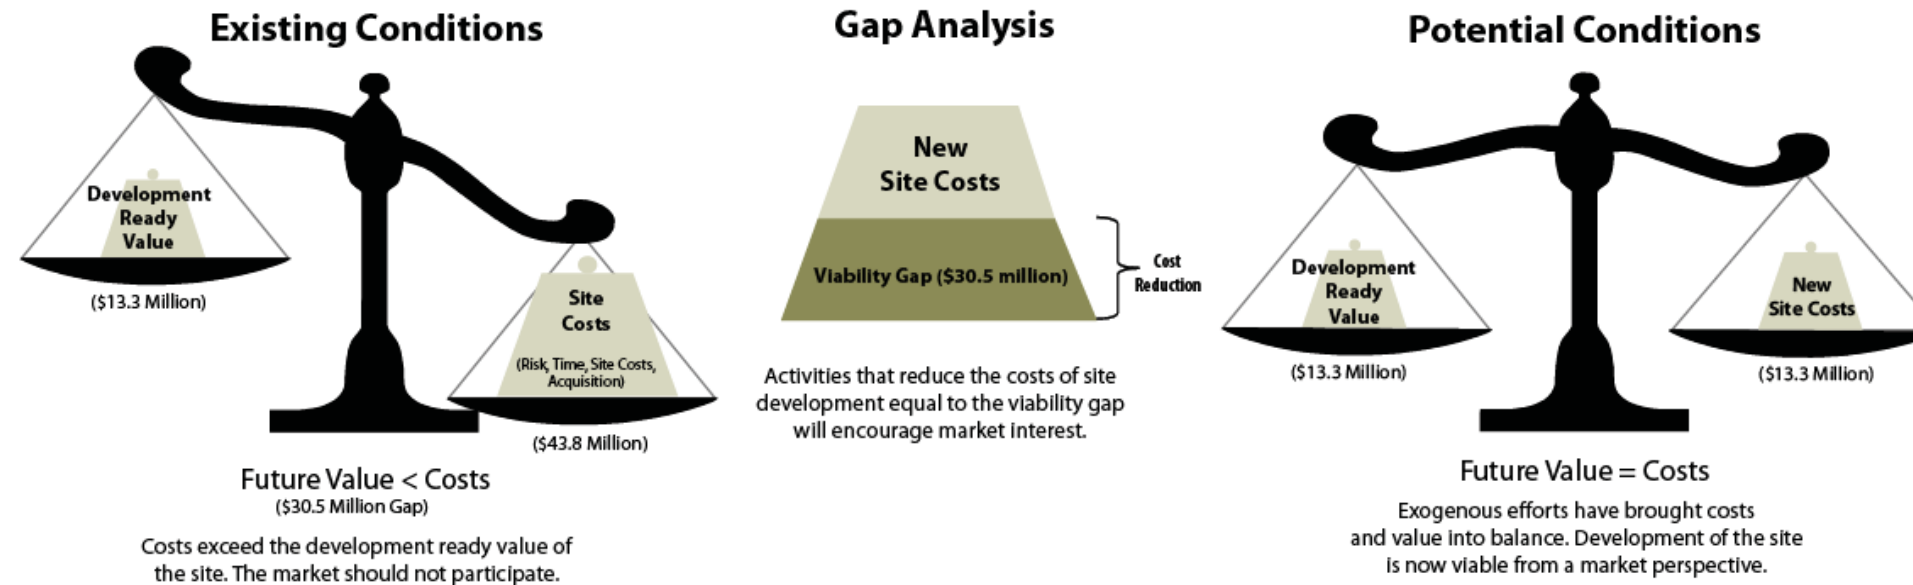 Existing Conditions
Development
Ready
Value
($13.3 Million)
Site
Costs
(Risk, Time, Site Costs,
Acquisition)
($43.8 Million)
Future Value < Costs
($30.5 Million Gap)
Costs exceed the development ready value of
the site. The market should not participate.
Gap Analysis
New
Site Costs
Viability Gap ($30.5 million)
Cost
Reduction
Activities that reduce the costs of site
development equal to the viability gap
will encourage market interest.
Potential Conditions
Development
Ready
Value
($13.3 Million)
New
Site Costs
($13.3 Million)
Future Value = Costs
Exogenous efforts have brought costs
and value into balance. Development of the site
is now viable from a market perspective.